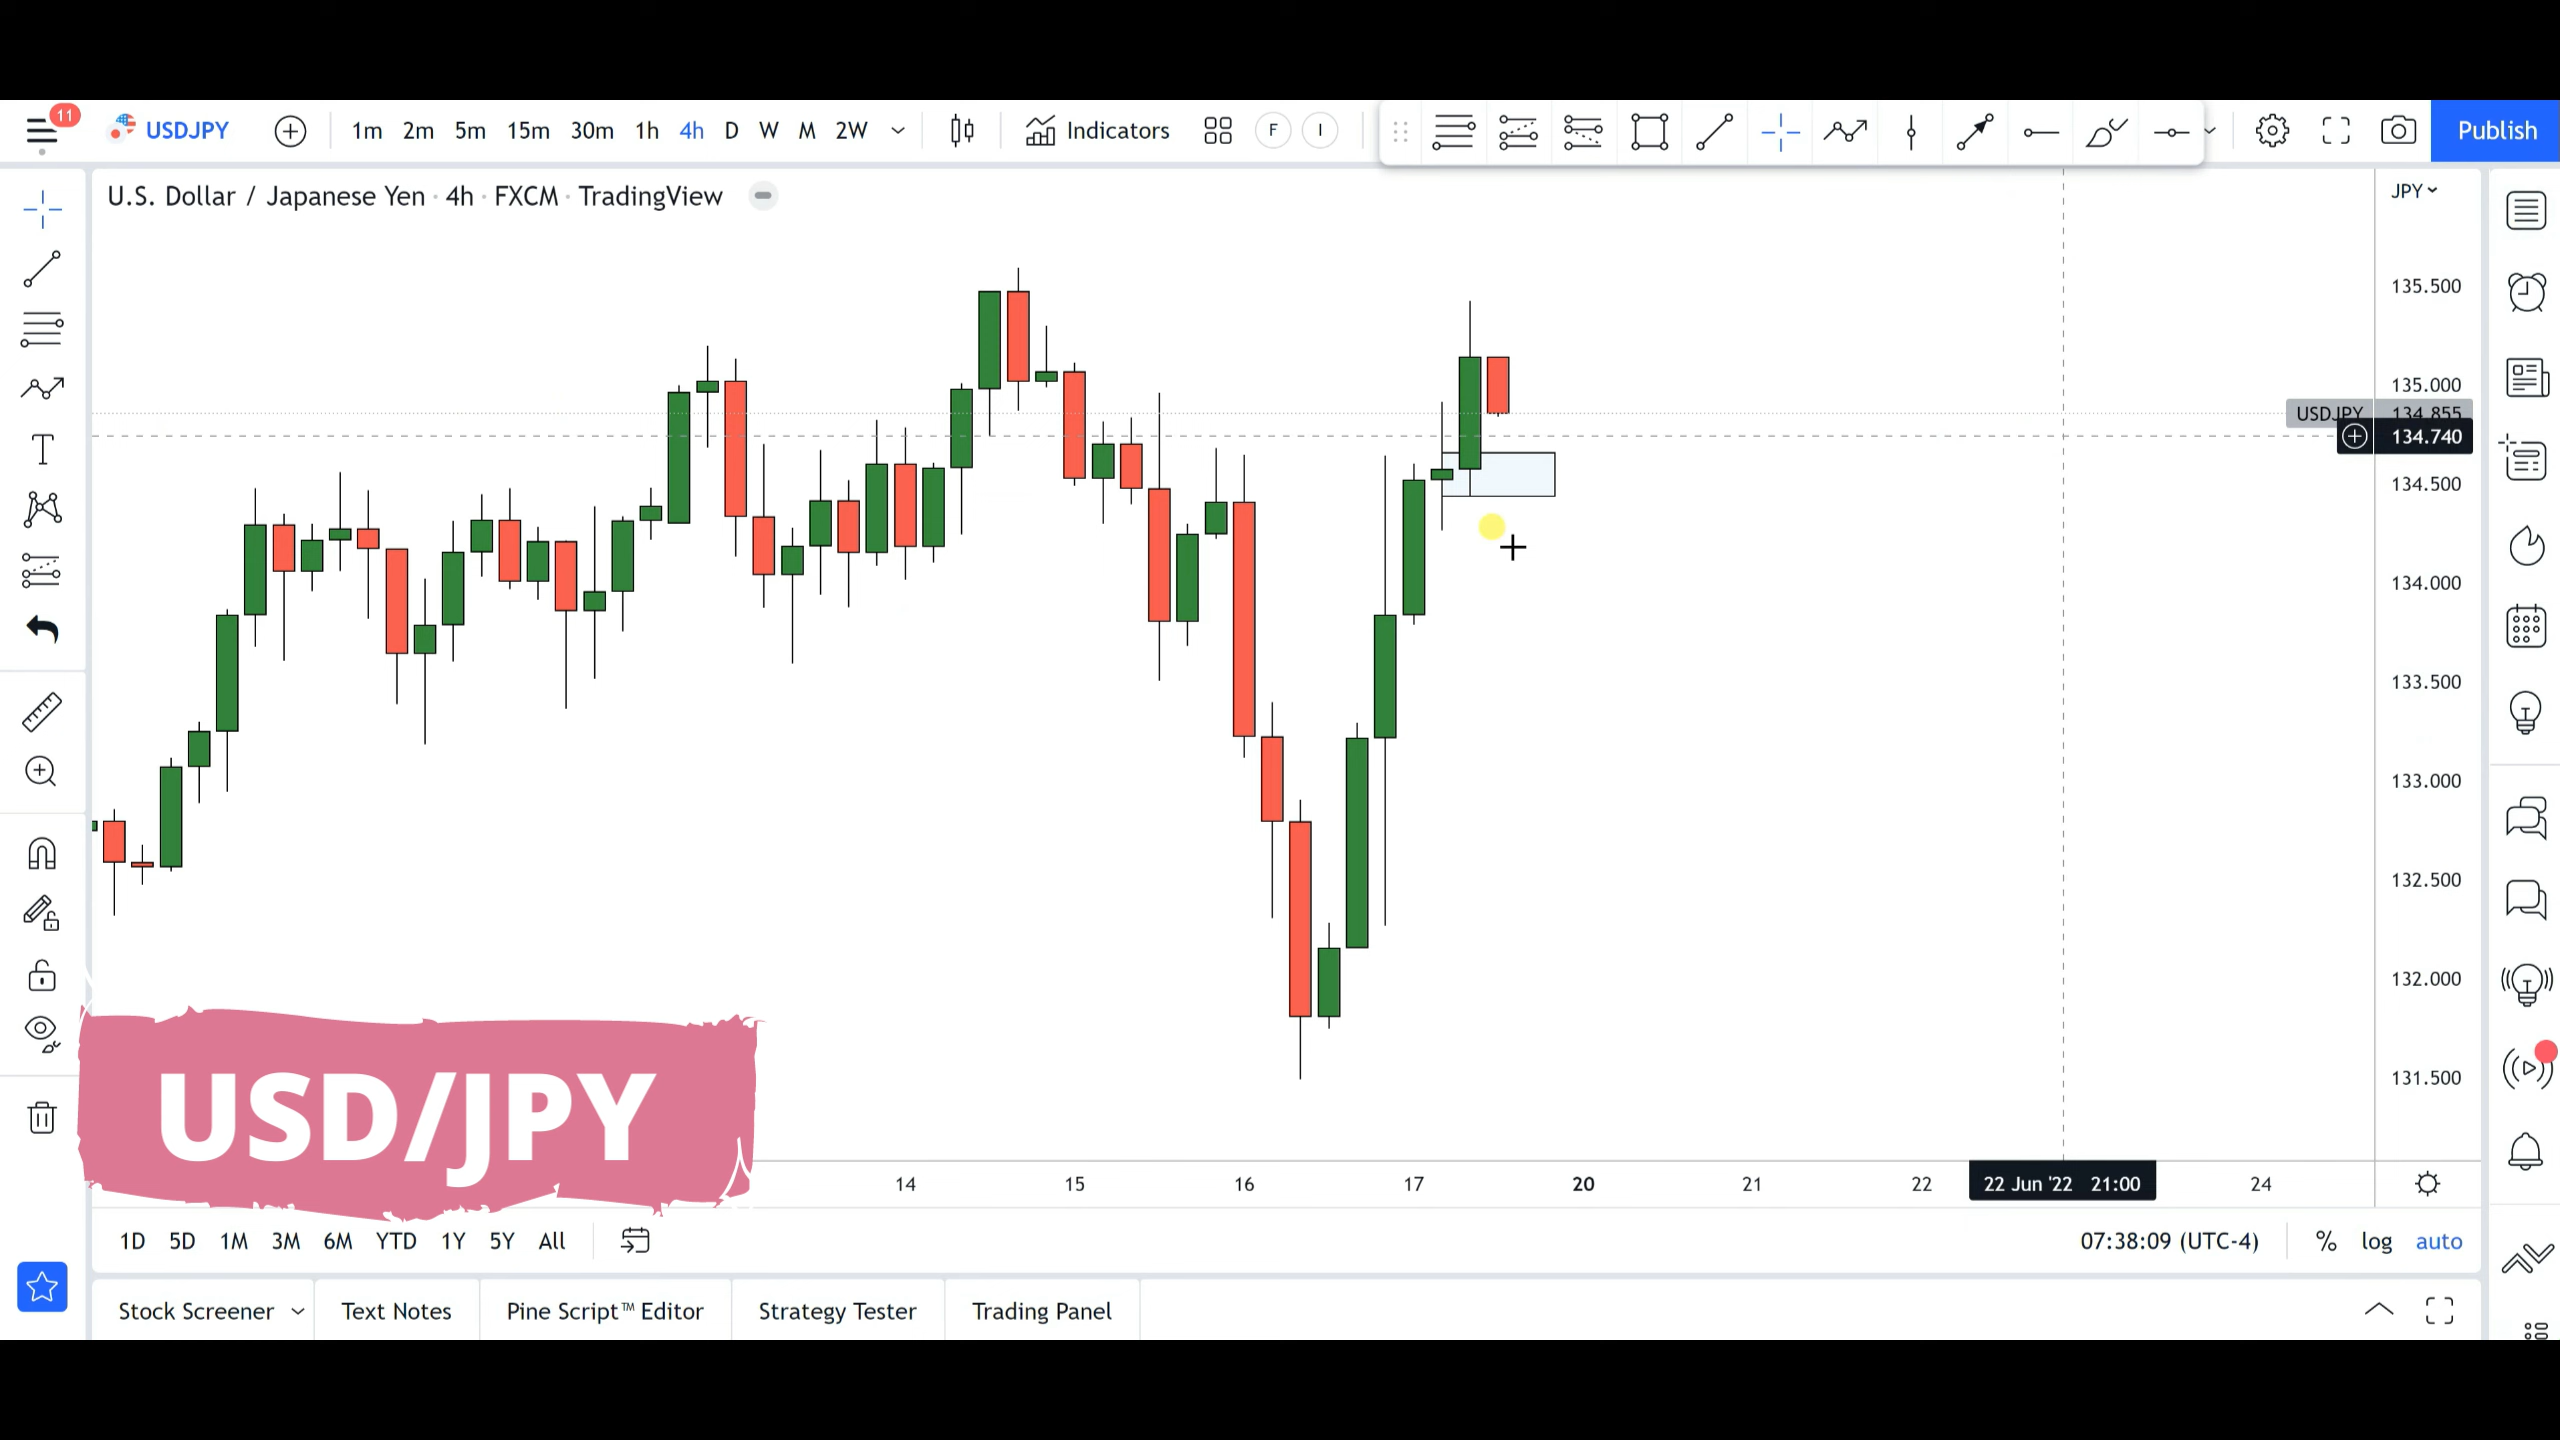 11
USDJPY 1m 2m 5m 15m 30m 1h 4h D W M 2W Indicators F I Publish
U.S. Dollar / Japanese Yen · 4h · FXCM · TradingView
JPY
135.500
135.000
USDJPY 134.855
134.740
134.500
134.000
133.500
133.000
132.500
132.000
131.500
USD/JPY
14 15 16 17 20 21 22 22 Jun '22 21:00 24
1D 5D 1M 3M 6M YTD 1Y 5Y All 07:38:09 (UTC-4) % log auto
Stock Screener Text Notes Pine Script™ Editor Strategy Tester Trading Panel